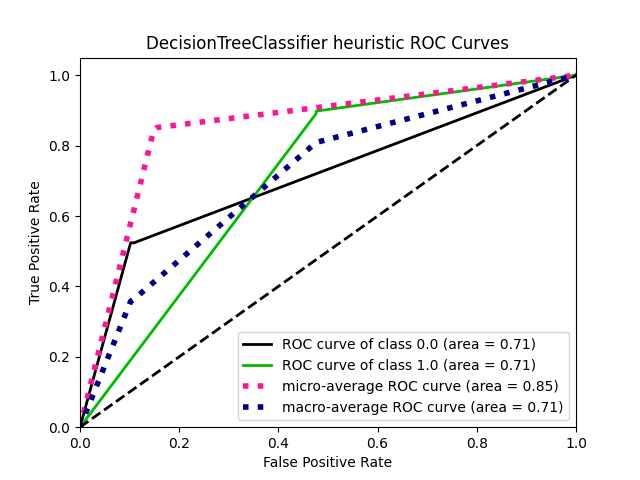 DecisionTreeClassifier heuristic ROC Curves
1.0
0.8
0.6
0.4
0.2
0.0
True Positive Rate
ROC curve of class 0.0 (area = 0.71)
ROC curve of class 1.0 (area = 0.71)
micro-average ROC curve (area = 0.85)
macro-average ROC curve (area = 0.71)
0.0 0.2 0.4 0.6 0.8 1.0
False Positive Rate